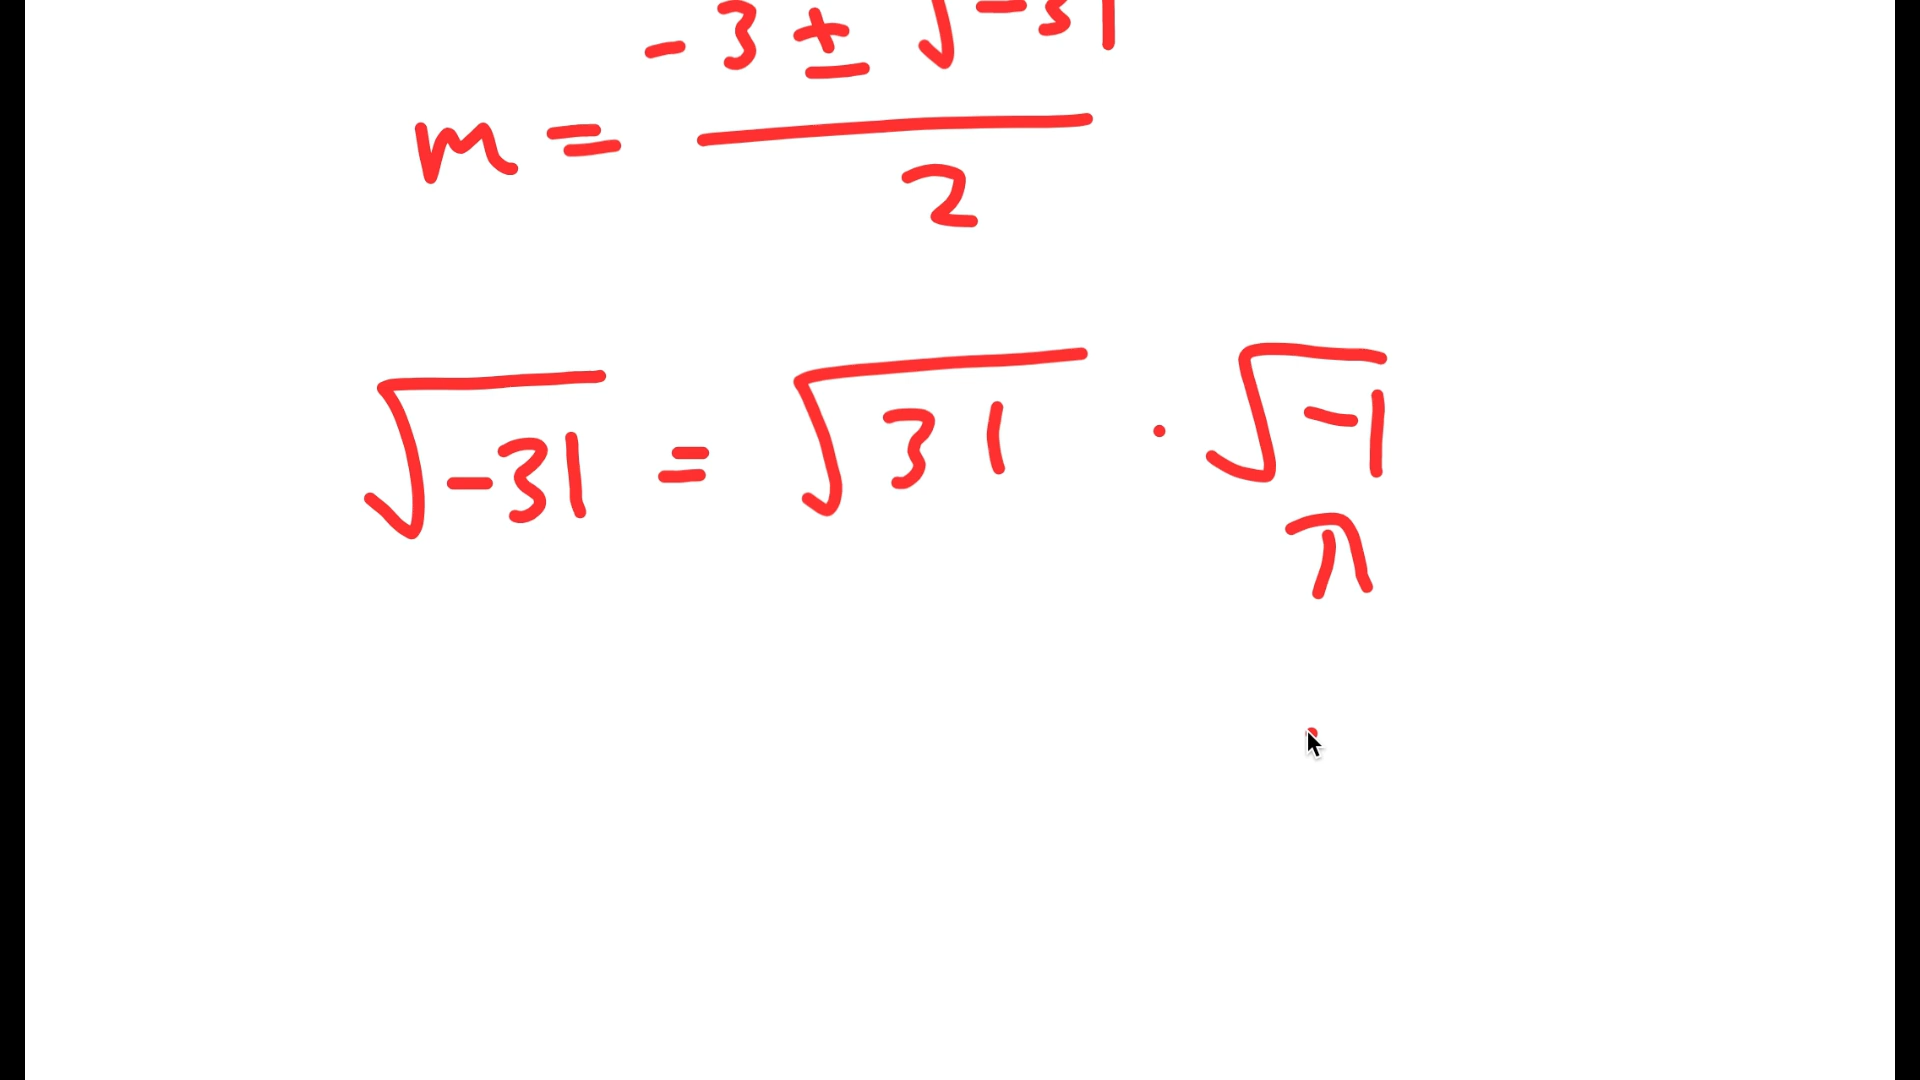 m = (-3 ± √-31) / 2
√-31 = √31 · √-1
π